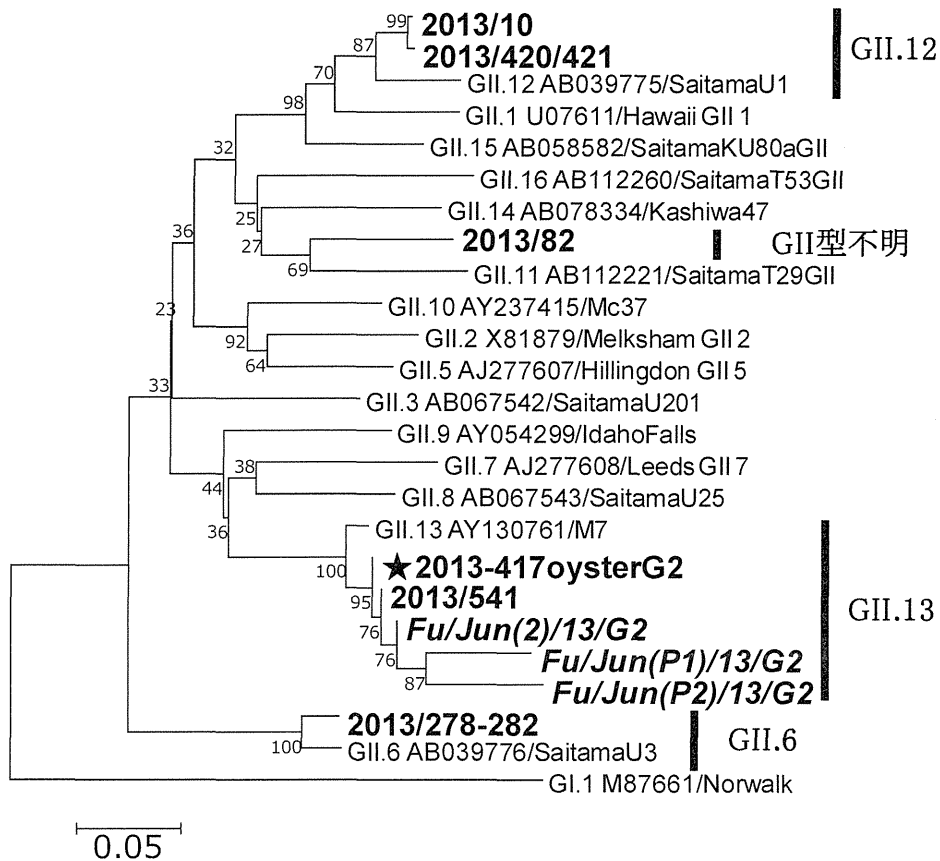 99
2013/10
87
2013/420/421
GII.12
70
GII.12 AB039775/SaitamaU1
98
GII.1 U07611/Hawaii GII 1
32
GII.15 AB058582/SaitamaKU80aGII
GII.16 AB112260/SaitamaT53GII
25
GII.14 AB078334/Kashiwa47
36
27
2013/82
GII型不明
69
GII.11 AB112221/SaitamaT29GII
23
GII.10 AY237415/Mc37
92
GII.2 X81879/Melksham GII 2
64
GII.5 AJ277607/Hillingdon GII 5
33
GII.3 AB067542/SaitamaU201
GII.9 AY054299/IdahoFalls
38
GII.7 AJ277608/Leeds GII 7
44
GII.8 AB067543/SaitamaU25
36
GII.13 AY130761/M7
100
★2013-417oysterG2
95
2013/541
GII.13
76
Fu/Jun(2)/13/G2
76
Fu/Jun(P1)/13/G2
87
Fu/Jun(P2)/13/G2
2013/278-282
GII.6
100
GII.6 AB039776/SaitamaU3
GI.1 M87661/Norwalk
0.05